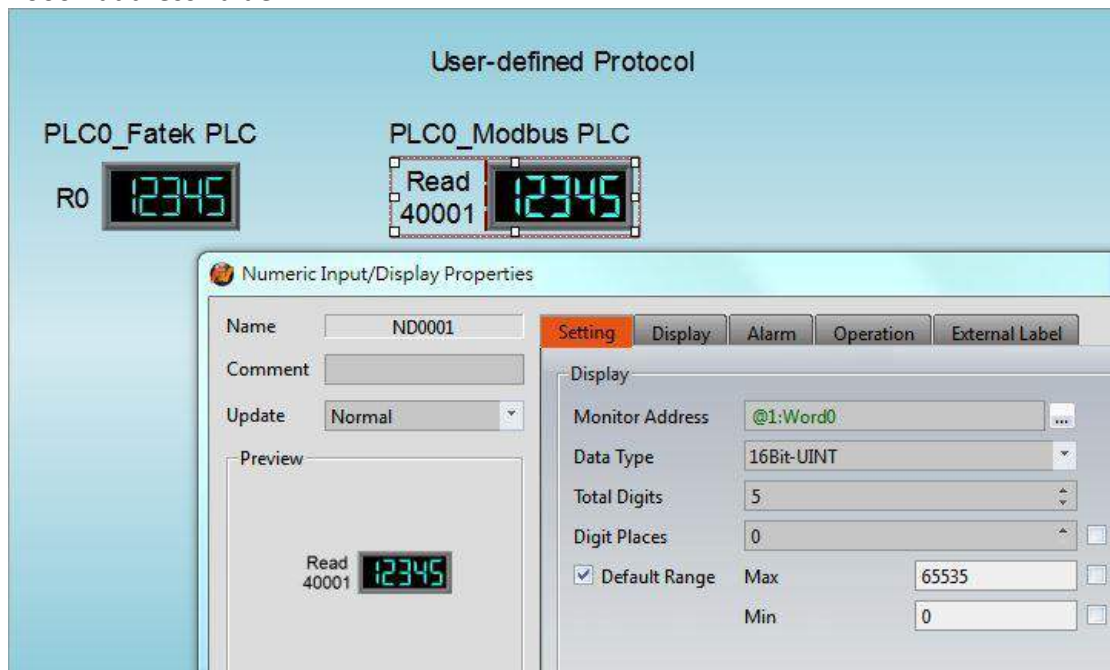 User-defined Protocol
PLC0_Fatek PLC
PLC0_Modbus PLC
R0
12345
Read
40001
12345
Numeric Input/Display Properties
Name
ND0001
Comment
Update
Normal
Preview
Read
40001
12345
Setting
Display
Alarm
Operation
External Label
Display
Monitor Address
@1:Word0
...
Data Type
16Bit-UINT
Total Digits
5
Digit Places
0
Default Range
Max
65535
Min
0